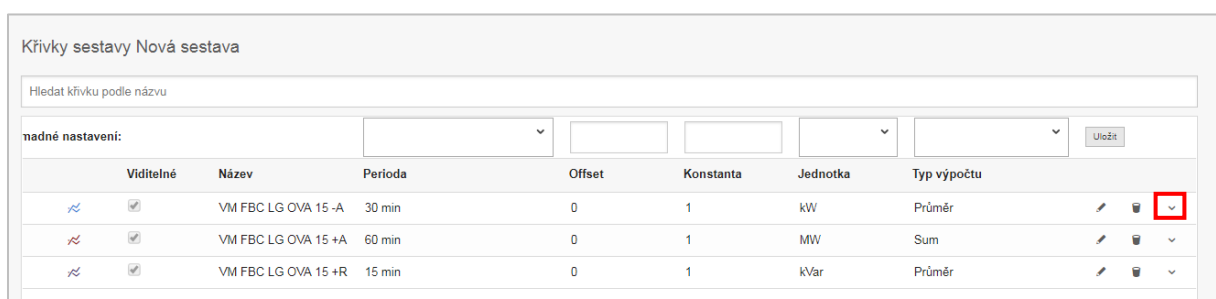 Křivky sestavy Nová sestava
Hledat křivku podle názvu
madné nastavení: Uložit
Viditelné Název Perioda Offset Konstanta Jednotka Typ výpočtu
VM FBC LG OVA 15 -A 30 min 0 1 kW Průměr
VM FBC LG OVA 15 +A 60 min 0 1 MW Sum
VM FBC LG OVA 15 +R 15 min 0 1 kVar Průměr